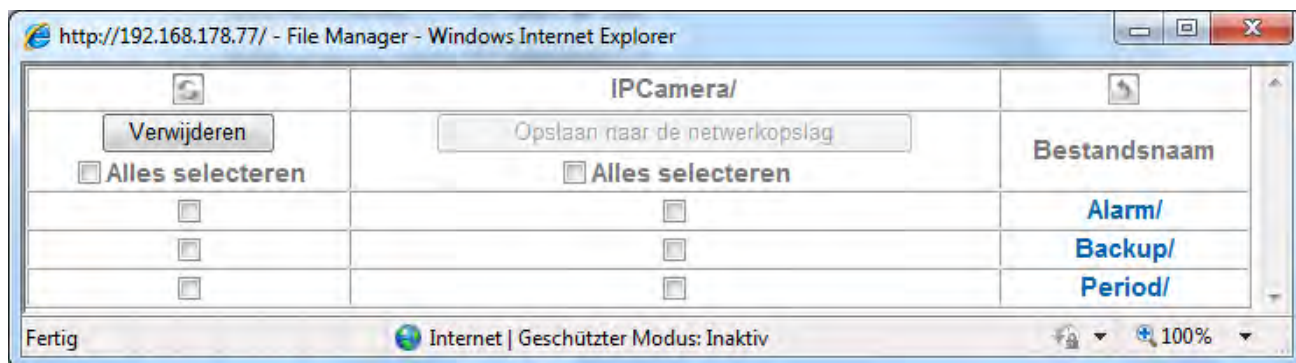 http://192.168.178.77/ - File Manager - Windows Internet Explorer
IPCamera/
Verwijderen
Opslaan naar de netwerkopslag
Bestandsnaam
Alles selecteren
Alles selecteren
Alarm/
Backup/
Period/
Fertig
Internet | Geschützter Modus: Inaktiv
100%